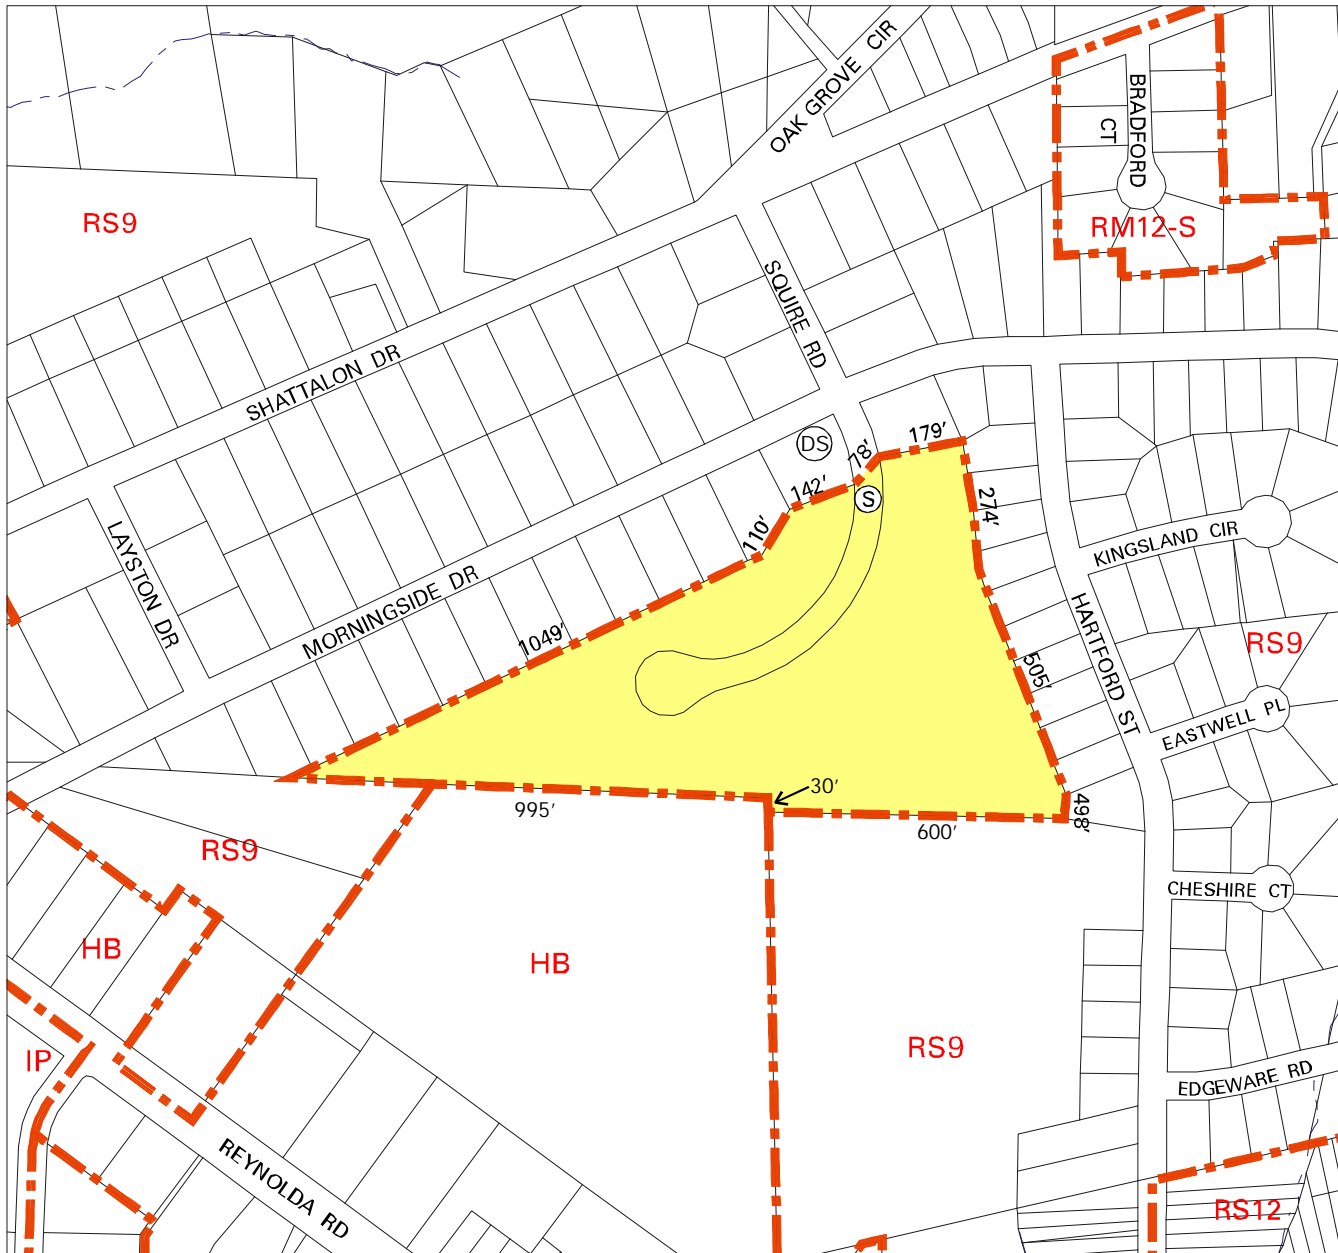 OAK GROVE CIR
BRADFORD
CT
RS9
RM12-S
SQUIRE RD
SHATTALON DR
DS
78'
179'
142'
S
274'
110'
LAYSTON DR
MORNINGSIDE DR
KINGSLAND CIR
1049'
HARTFORD ST
505'
RS9
EASTWELL PL
30'
995'
600'
498'
RS9
CHESHIRE CT
HB
HB
RS9
IP
EDGEWARE RD
REYNOLDA RD
RS12